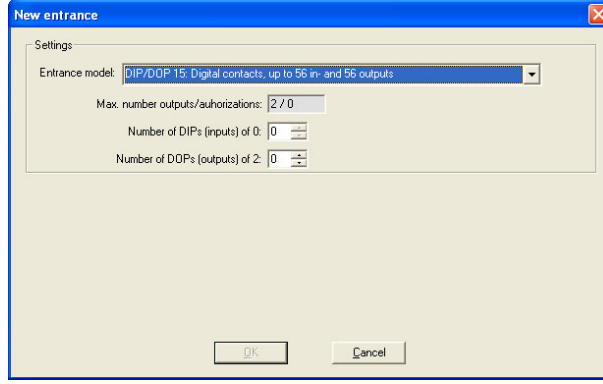 New entrance
Settings
Entrance model: DIP/DOP 15: Digital contacts, up to 56 in- and 56 outputs
Max. number outputs/auhorizations: 2 / 0
Number of DIPs (inputs) of 0: 0
Number of DOPs (outputs) of 2: 0
OK Cancel